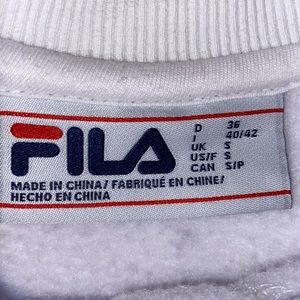 FILA
D 36
I 40/42
UK S
US/F S
CAN S/P
MADE IN CHINA/ FABRIQUÉ EN CHINE/
HECHO EN CHINA